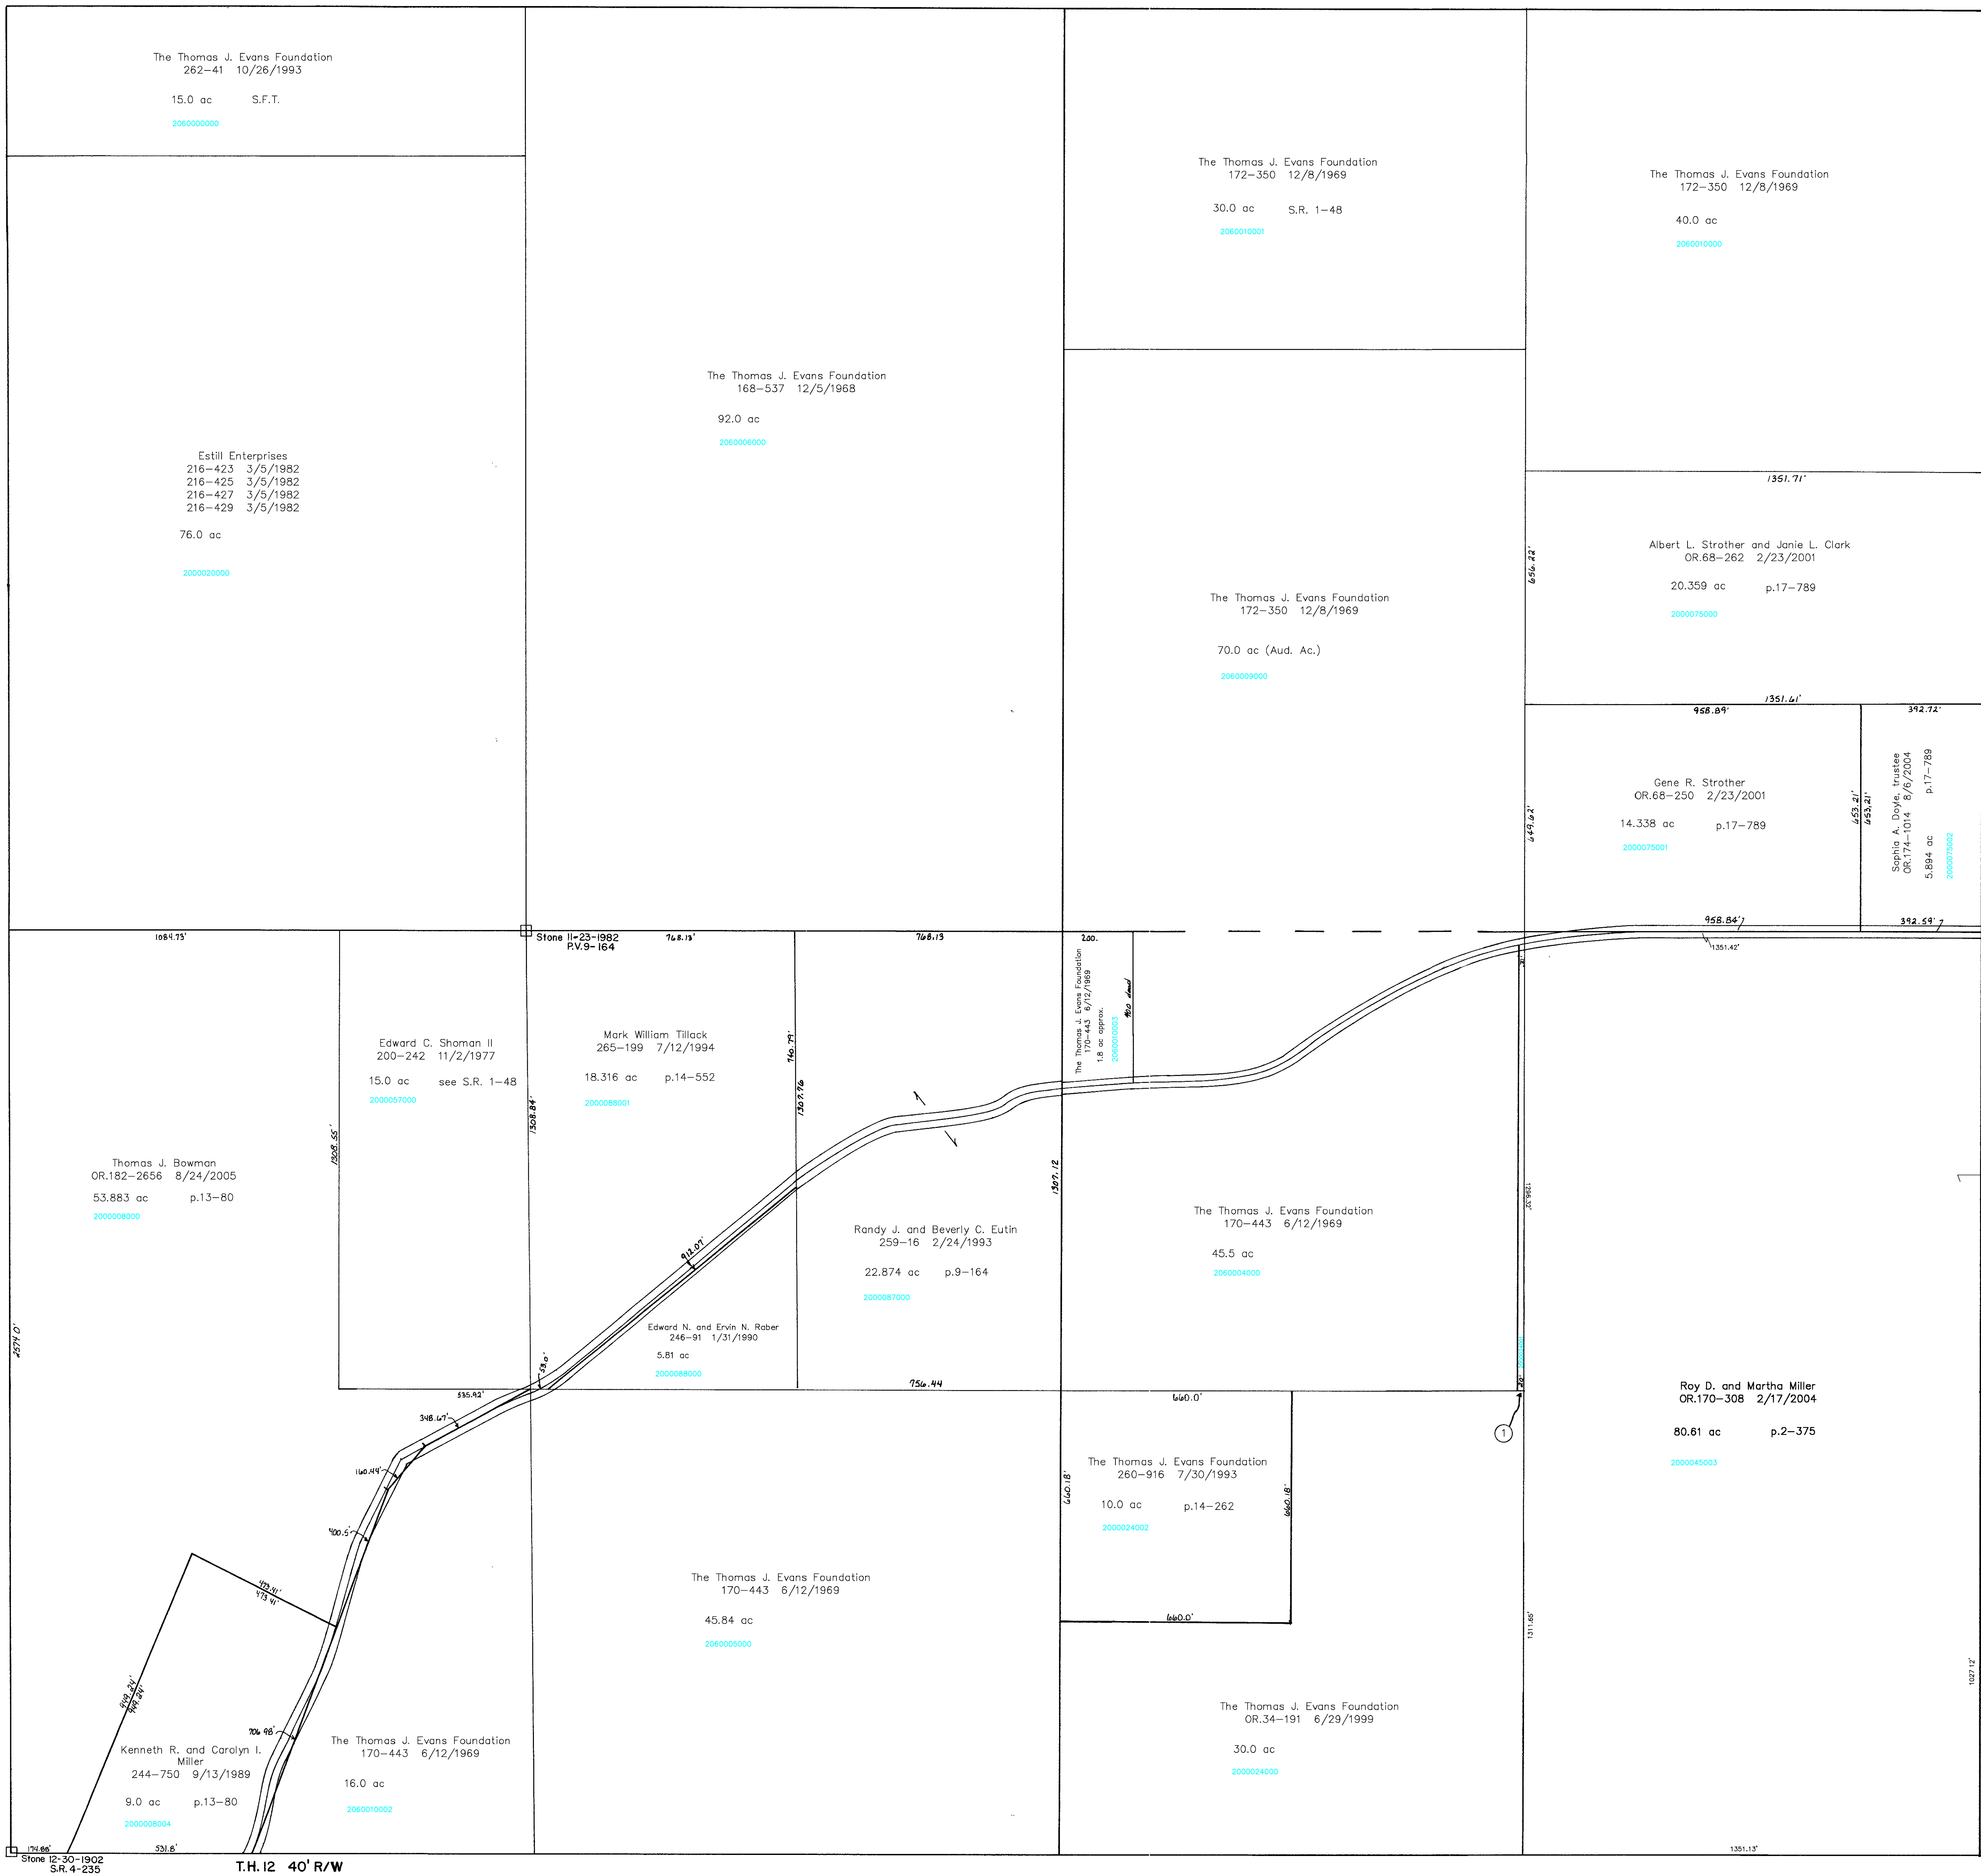 The Thomas J. Evans Foundation
262-41 10/26/1993
15.0 ac S.F.T.
2060000000
The Thomas J. Evans Foundation
172-350 12/8/1969
30.0 ac S.R. 1-48
2060010001
The Thomas J. Evans Foundation
172-350 12/8/1969
40.0 ac
2060010000
The Thomas J. Evans Foundation
168-537 12/5/1968
92.0 ac
2060008000
Estill Enterprises
216-423 3/5/1982
216-425 3/5/1982
216-427 3/5/1982
216-429 3/5/1982
76.0 ac
2000020000
1351.71'
656.22'
Albert L. Strother and Janie L. Clark
OR.68-262 2/23/2001
20.359 ac p.17-789
2000075000
The Thomas J. Evans Foundation
172-350 12/8/1969
70.0 ac (Aud. Ac.)
2060009000
1351.61'
958.89'
392.72'
649.62'
Gene R. Strother
OR.68-250 2/23/2001
14.338 ac p.17-789
2000075001
653.21'
653.21'
Sophia A. Doyle, trustee
OR.174-1014 8/6/2004
5.894 ac p.17-789
2000075002
958.84'
392.59'
1351.42'
1084.73'
Stone 11-23-1982
P.V.9-164
768.13'
768.13
200.
The Thomas J. Evans Foundation
170-443 6/12/1969
1.8 ac approx.
2060010003
Edward C. Shoman II
200-242 11/2/1977
15.0 ac see S.R. 1-48
2000057000
Mark William Tillack
265-199 7/12/1994
18.316 ac p.14-552
2000088001
740.79'
1307.76
1308.84'
1308.55'
Thomas J. Bowman
OR.182-2656 8/24/2005
53.883 ac p.13-80
2000008000
1307.12
The Thomas J. Evans Foundation
170-443 6/12/1969
45.5 ac
2060004000
1296.32'
912.07'
Randy J. and Beverly C. Eutin
259-16 2/24/1993
22.874 ac p.9-164
2000087000
Edward N. and Ervin N. Raber
246-91 1/31/1990
5.81 ac
2000088000
2574.0'
53.0'
535.92'
756.44
660.0'
20'
1
Roy D. and Martha Miller
OR.170-308 2/17/2004
80.61 ac p.2-375
2000045003
348.67'
160.44'
400.5'
The Thomas J. Evans Foundation
260-916 7/30/1993
10.0 ac p.14-262
2000024002
660.18'
660.18'
660.0'
473.41'
473.41'
The Thomas J. Evans Foundation
170-443 6/12/1969
45.84 ac
2060005000
1311.65'
1027.12'
949.24'
949.24'
706.98'
Kenneth R. and Carolyn I.
Miller
244-750 9/13/1989
9.0 ac p.13-80
2000008004
The Thomas J. Evans Foundation
170-443 6/12/1969
16.0 ac
2060010002
The Thomas J. Evans Foundation
OR.34-191 6/29/1999
30.0 ac
2000024000
174.88'
531.8'
1351.13'
Stone 12-30-1902
S.R. 4-235
T.H. 12 40' R/W